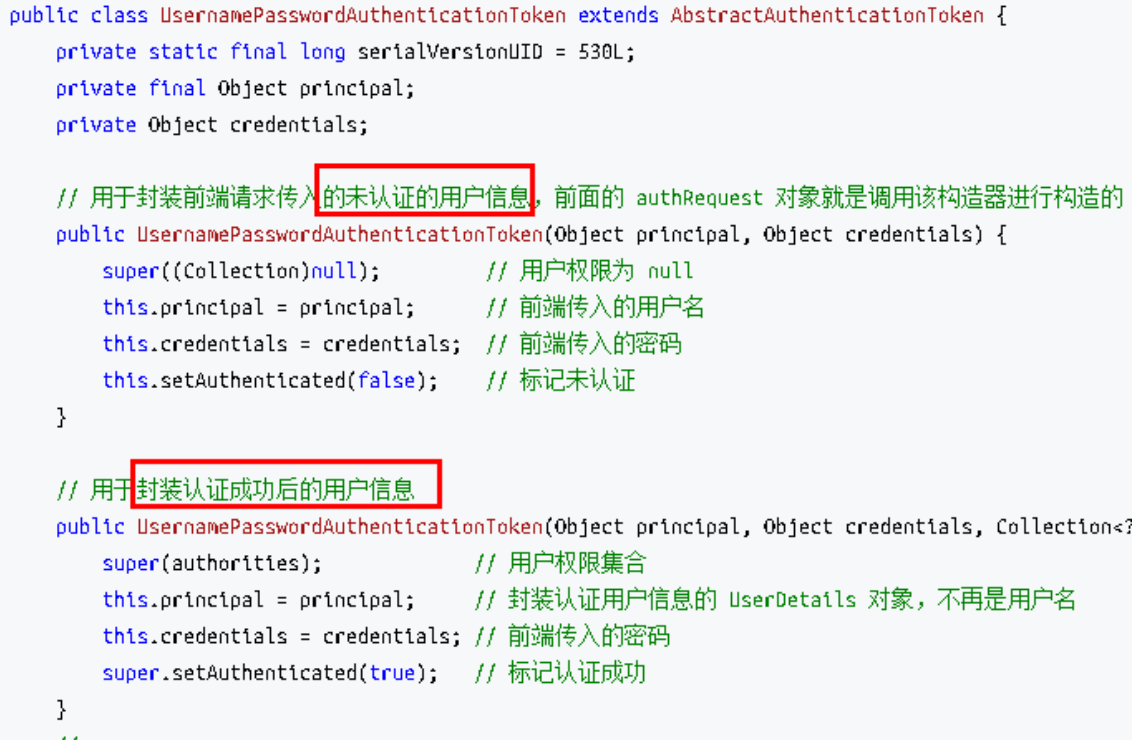 public class UsernamePasswordAuthenticationToken extends AbstractAuthenticationToken {
private static final long serialVersionUID = 530L;
private final Object principal;
private Object credentials;
// 用于封装前端请求传入的未认证的用户信息，前面的 authRequest 对象就是调用该构造器进行构造的
public UsernamePasswordAuthenticationToken(Object principal, Object credentials) {
super((Collection)null); // 用户权限为 null
this.principal = principal; // 前端传入的用户名
this.credentials = credentials; // 前端传入的密码
this.setAuthenticated(false); // 标记未认证
}
// 用于封装认证成功后的用户信息
public UsernamePasswordAuthenticationToken(Object principal, Object credentials, Collection<?
super(authorities); // 用户权限集合
this.principal = principal; // 封装认证用户信息的 UserDetails 对象，不再是用户名
this.credentials = credentials; // 前端传入的密码
super.setAuthenticated(true); // 标记认证成功
}
//